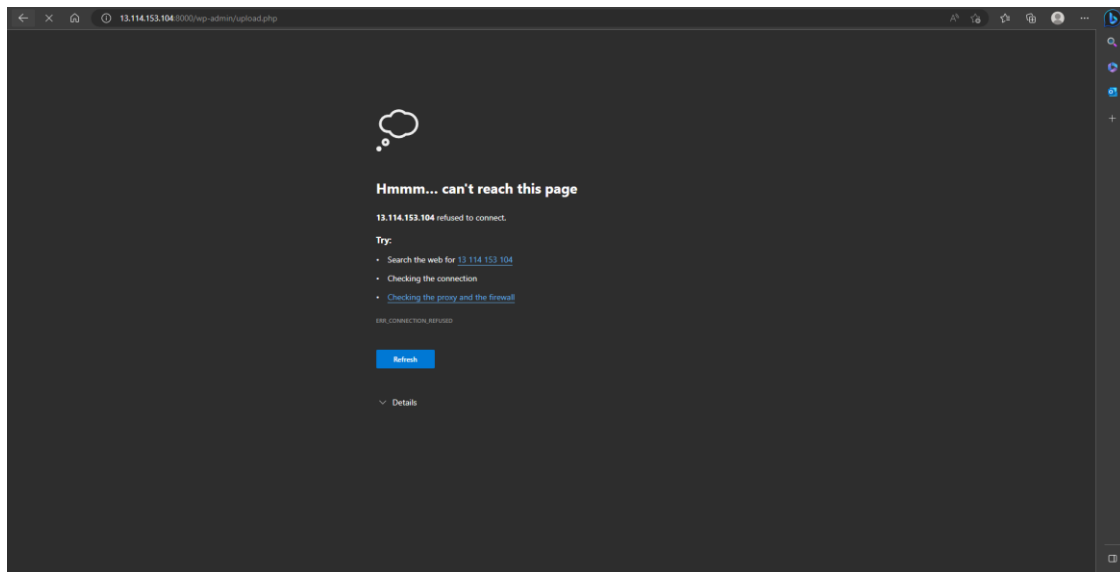 13.114.153.104:8000/wp-admin/upload.php
Hmmm... can't reach this page
13.114.153.104 refused to connect.
Try:
• Search the web for 13 114 153 104
• Checking the connection
• Checking the proxy and the firewall
ERR_CONNECTION_REFUSED
Refresh
Details